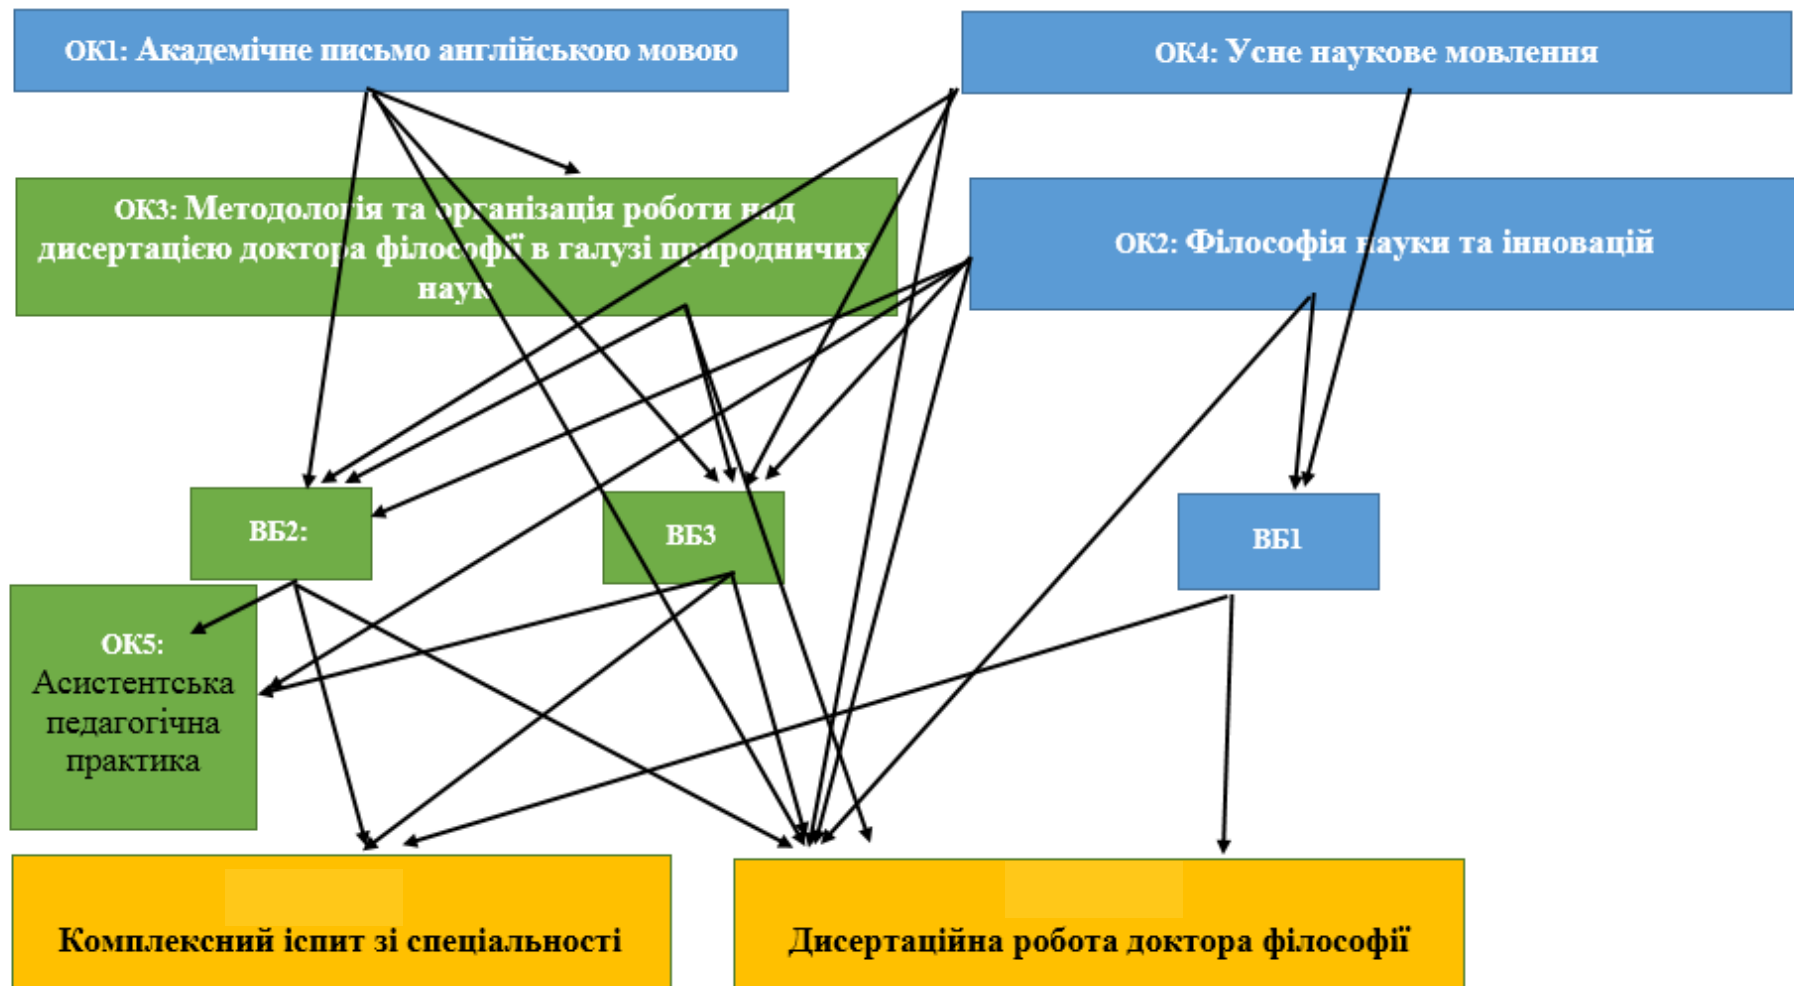 ОК1: Академічне письмо англійською мовою
ОК4: Усне наукове мовлення
ОК3: Методологія та організація роботи над
дисертацією доктора філософії в галузі природничих
наук
ОК2: Філософія науки та інновацій
ВБ2:
ВБ3
ВБ1
ОК5:
Асистентська
педагогічна
практика
Комплексний іспит зі спеціальності
Дисертаційна робота доктора філософії